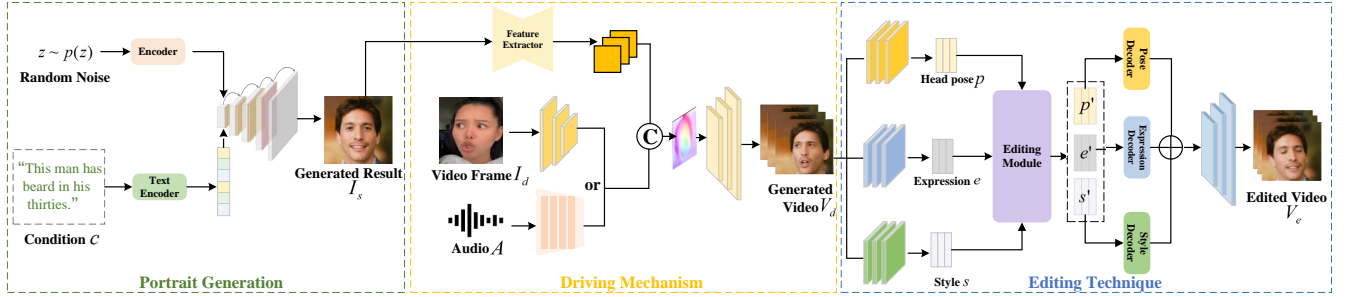 z ~ p(z)
Random Noise
Encoder
"This man has
beard in his
thirties."
Condition c
Text
Encoder
Generated Result
I_s
Portrait Generation
Feature
Extractor
Video Frame I_d
or
Audio A
C
Generated
Video V_d
Driving Mechanism
Head pose p
Expression e
Style s
Editing
Module
p'
e'
s'
Pose
Decoder
Expression
Decoder
Style
Decoder
Edited Video
V_e
Editing Technique